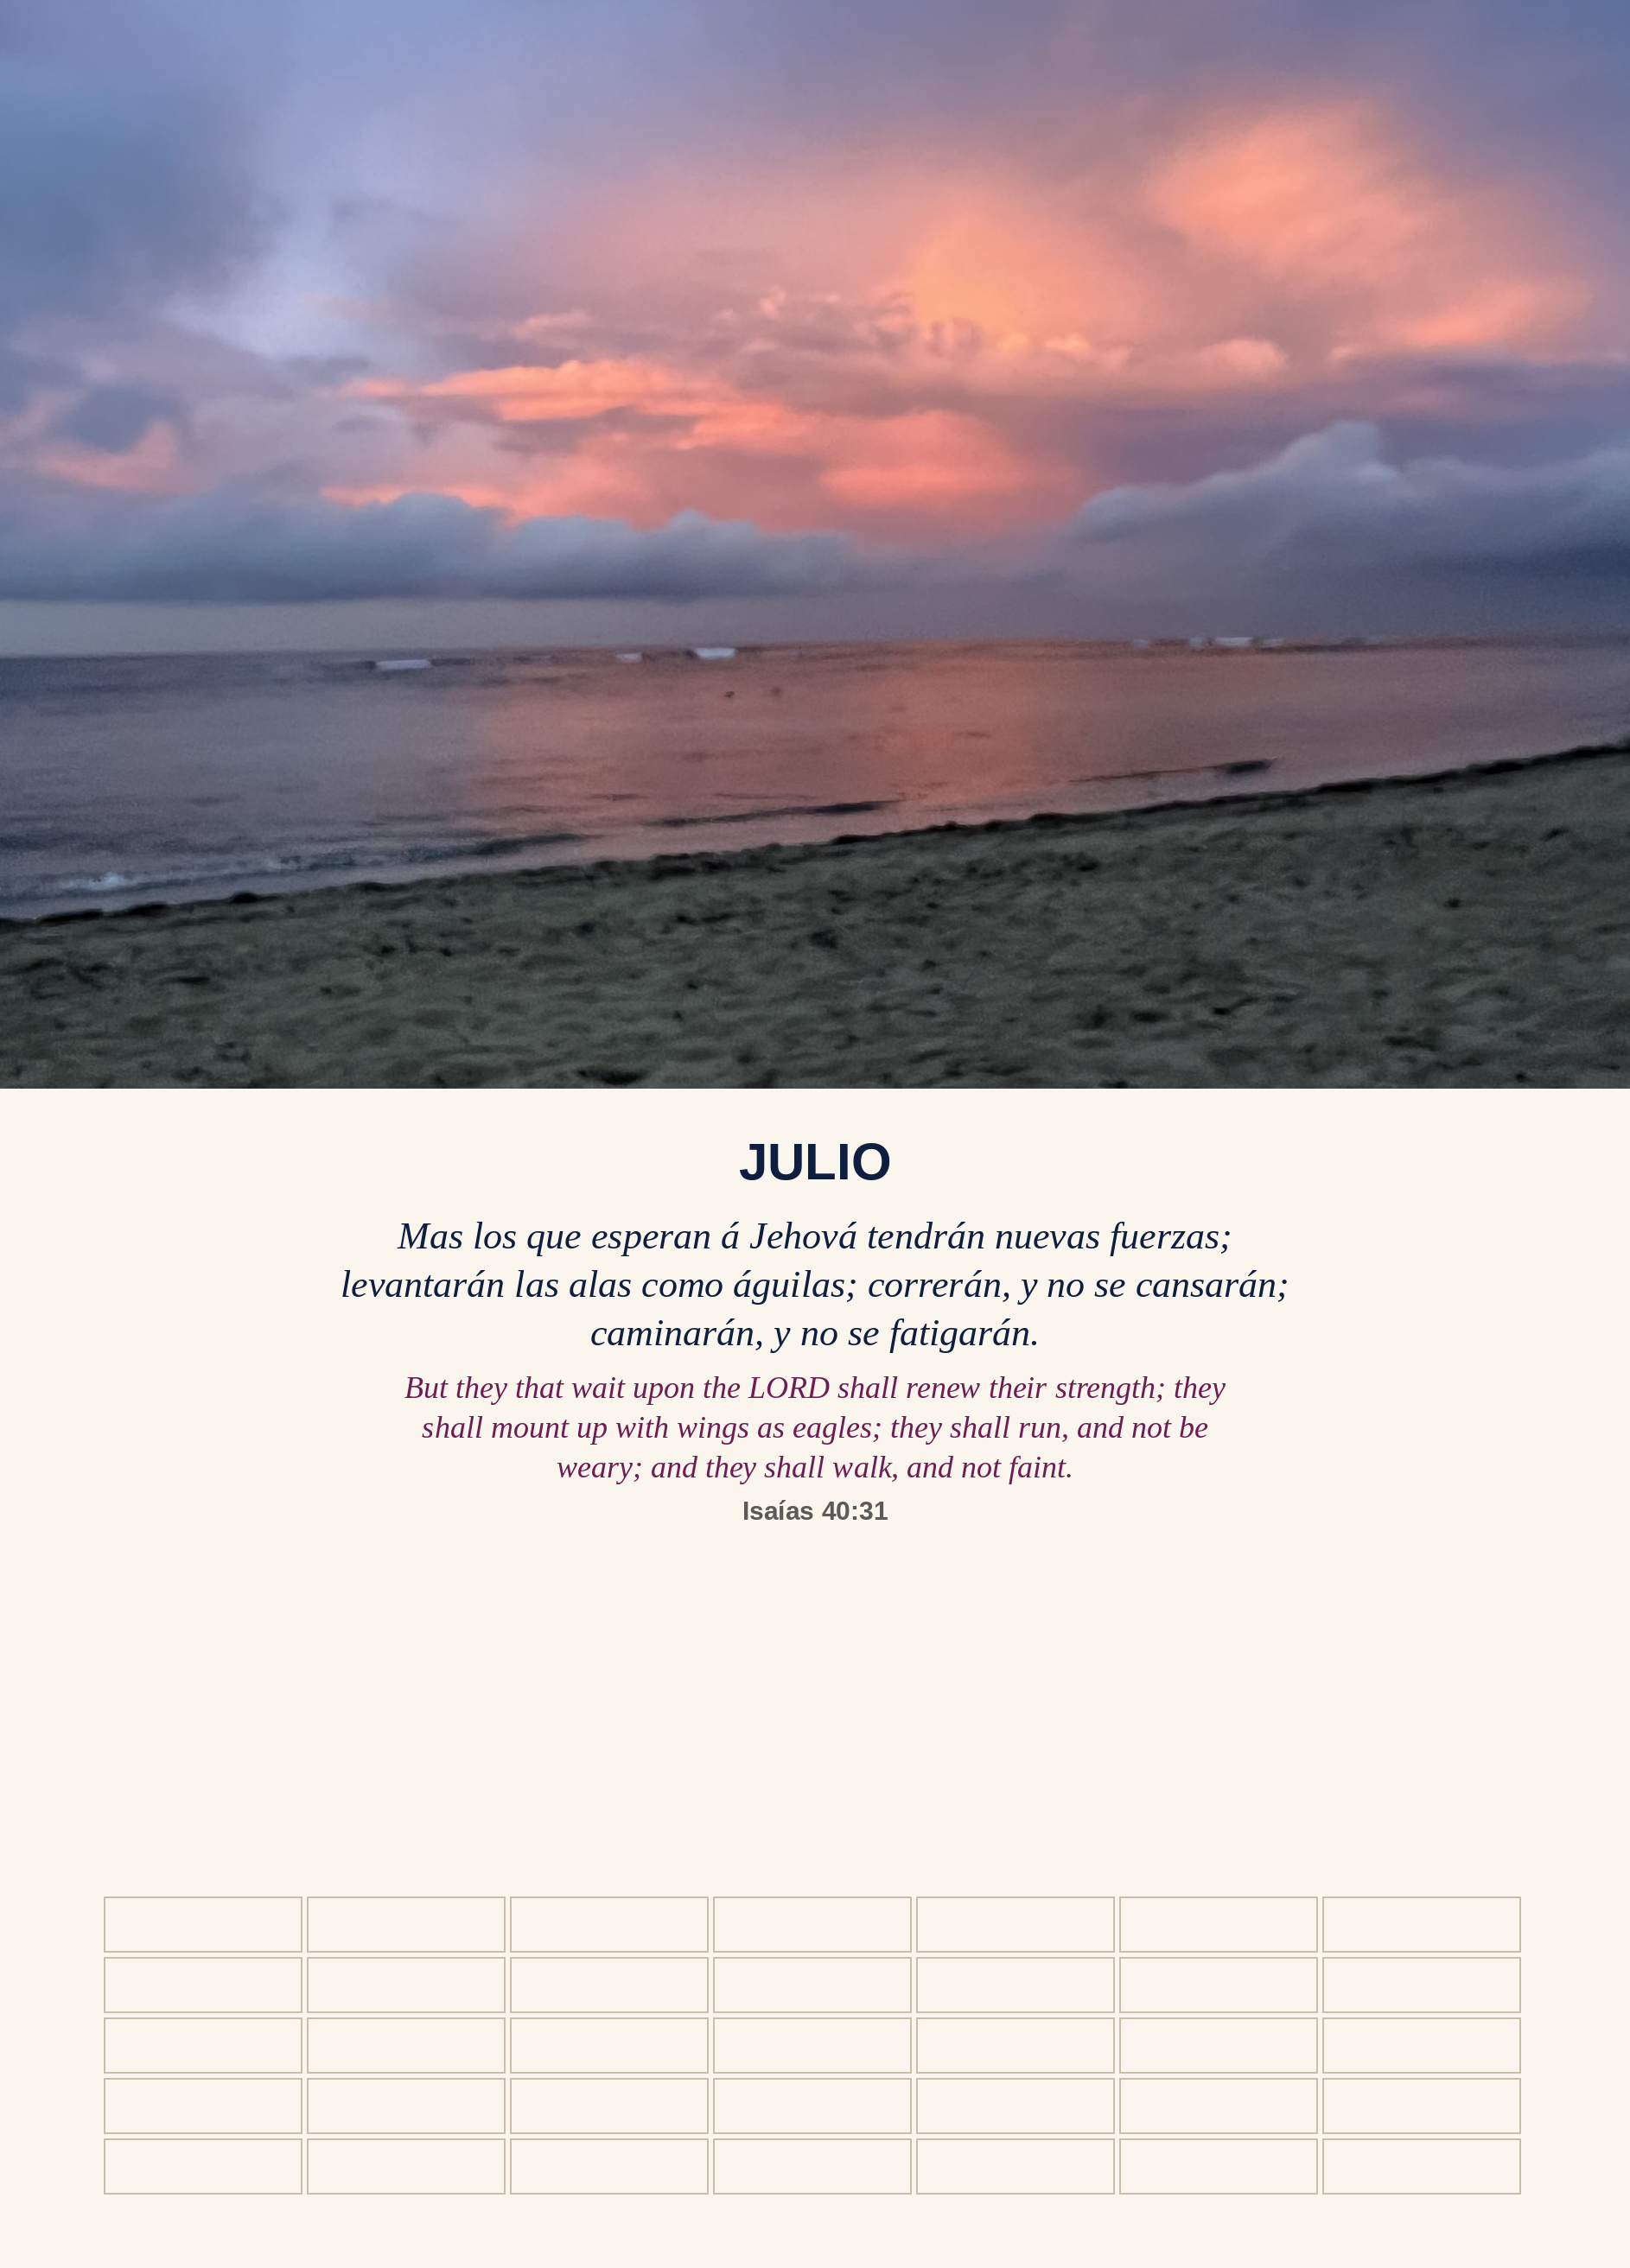 JULIO
Mas los que esperan á Jehová tendrán nuevas fuerzas;
levantarán las alas como águilas; correrán, y no se cansarán;
caminarán, y no se fatigarán.
But they that wait upon the LORD shall renew their strength; they
shall mount up with wings as eagles; they shall run, and not be
weary; and they shall walk, and not faint.
Isaías 40:31